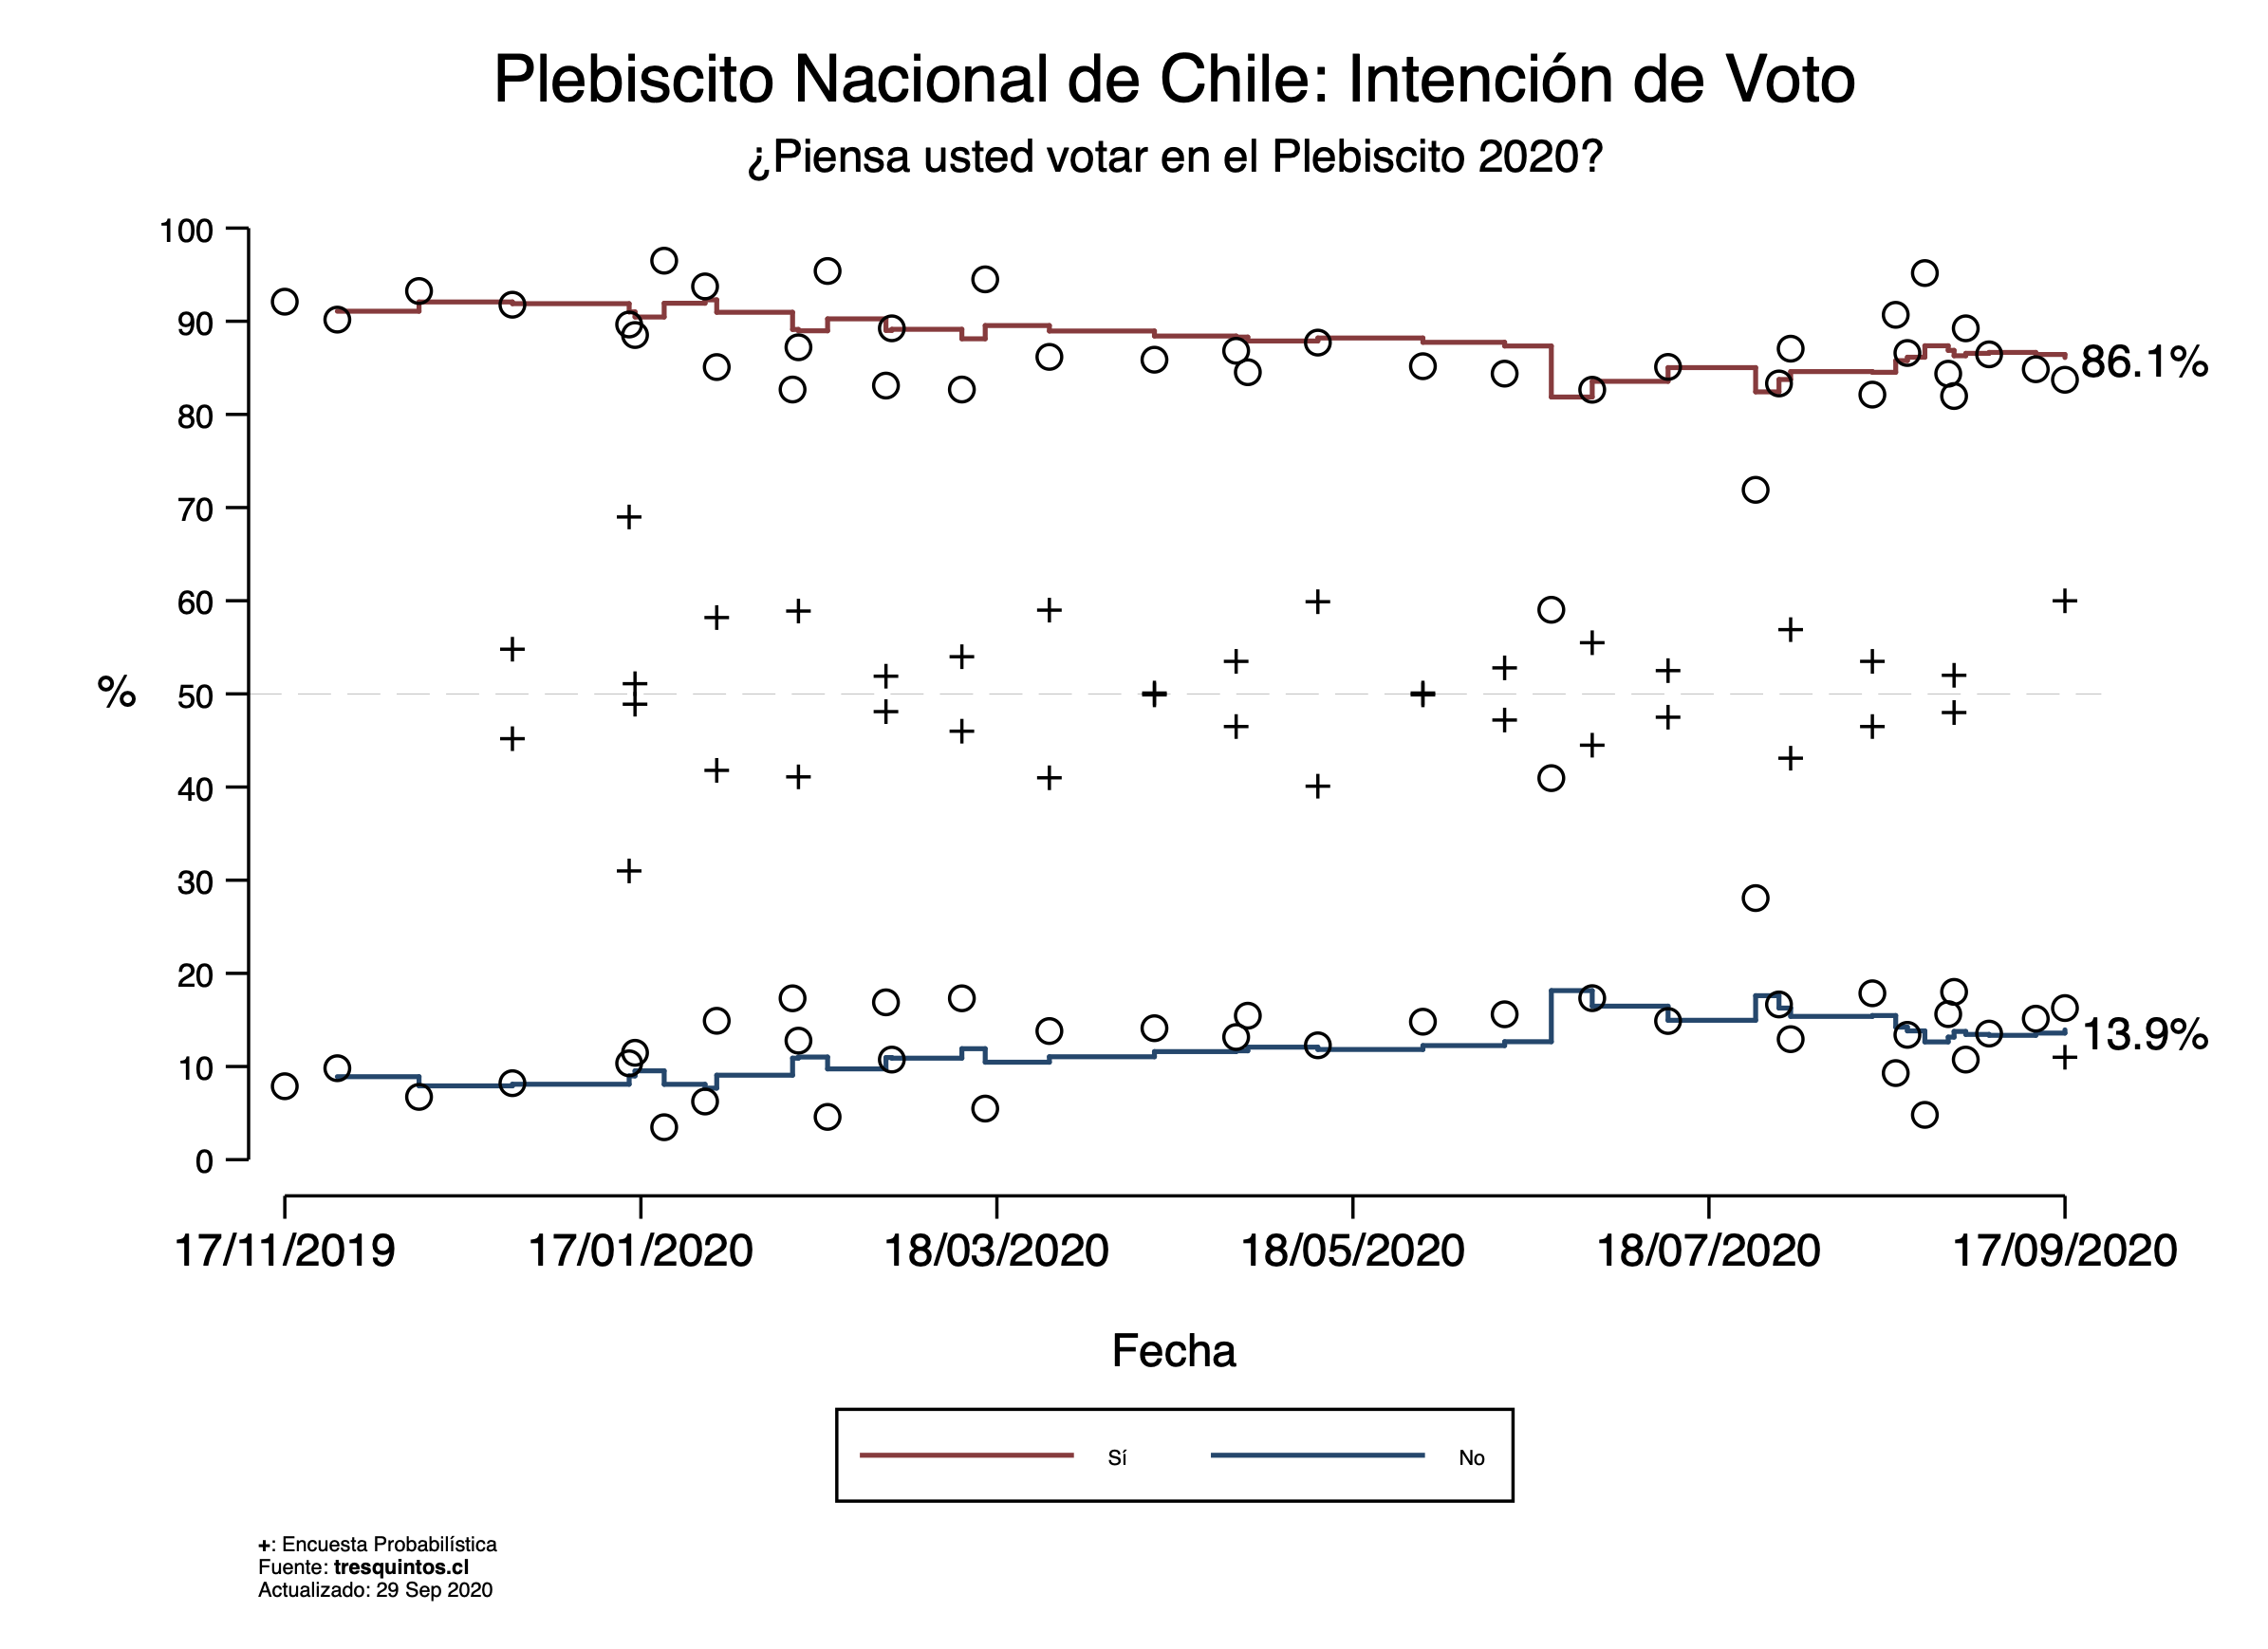 Plebiscito Nacional de Chile: Intención de Voto
¿Piensa usted votar en el Plebiscito 2020?
100
90
80
70
60
50
40
30
20
10
0
%
86.1%
13.9%
17/11/2019 17/01/2020 18/03/2020 18/05/2020 18/07/2020 17/09/2020
Fecha
Sí No
+: Encuesta Probabilística
Fuente: tresquintos.cl
Actualizado: 29 Sep 2020